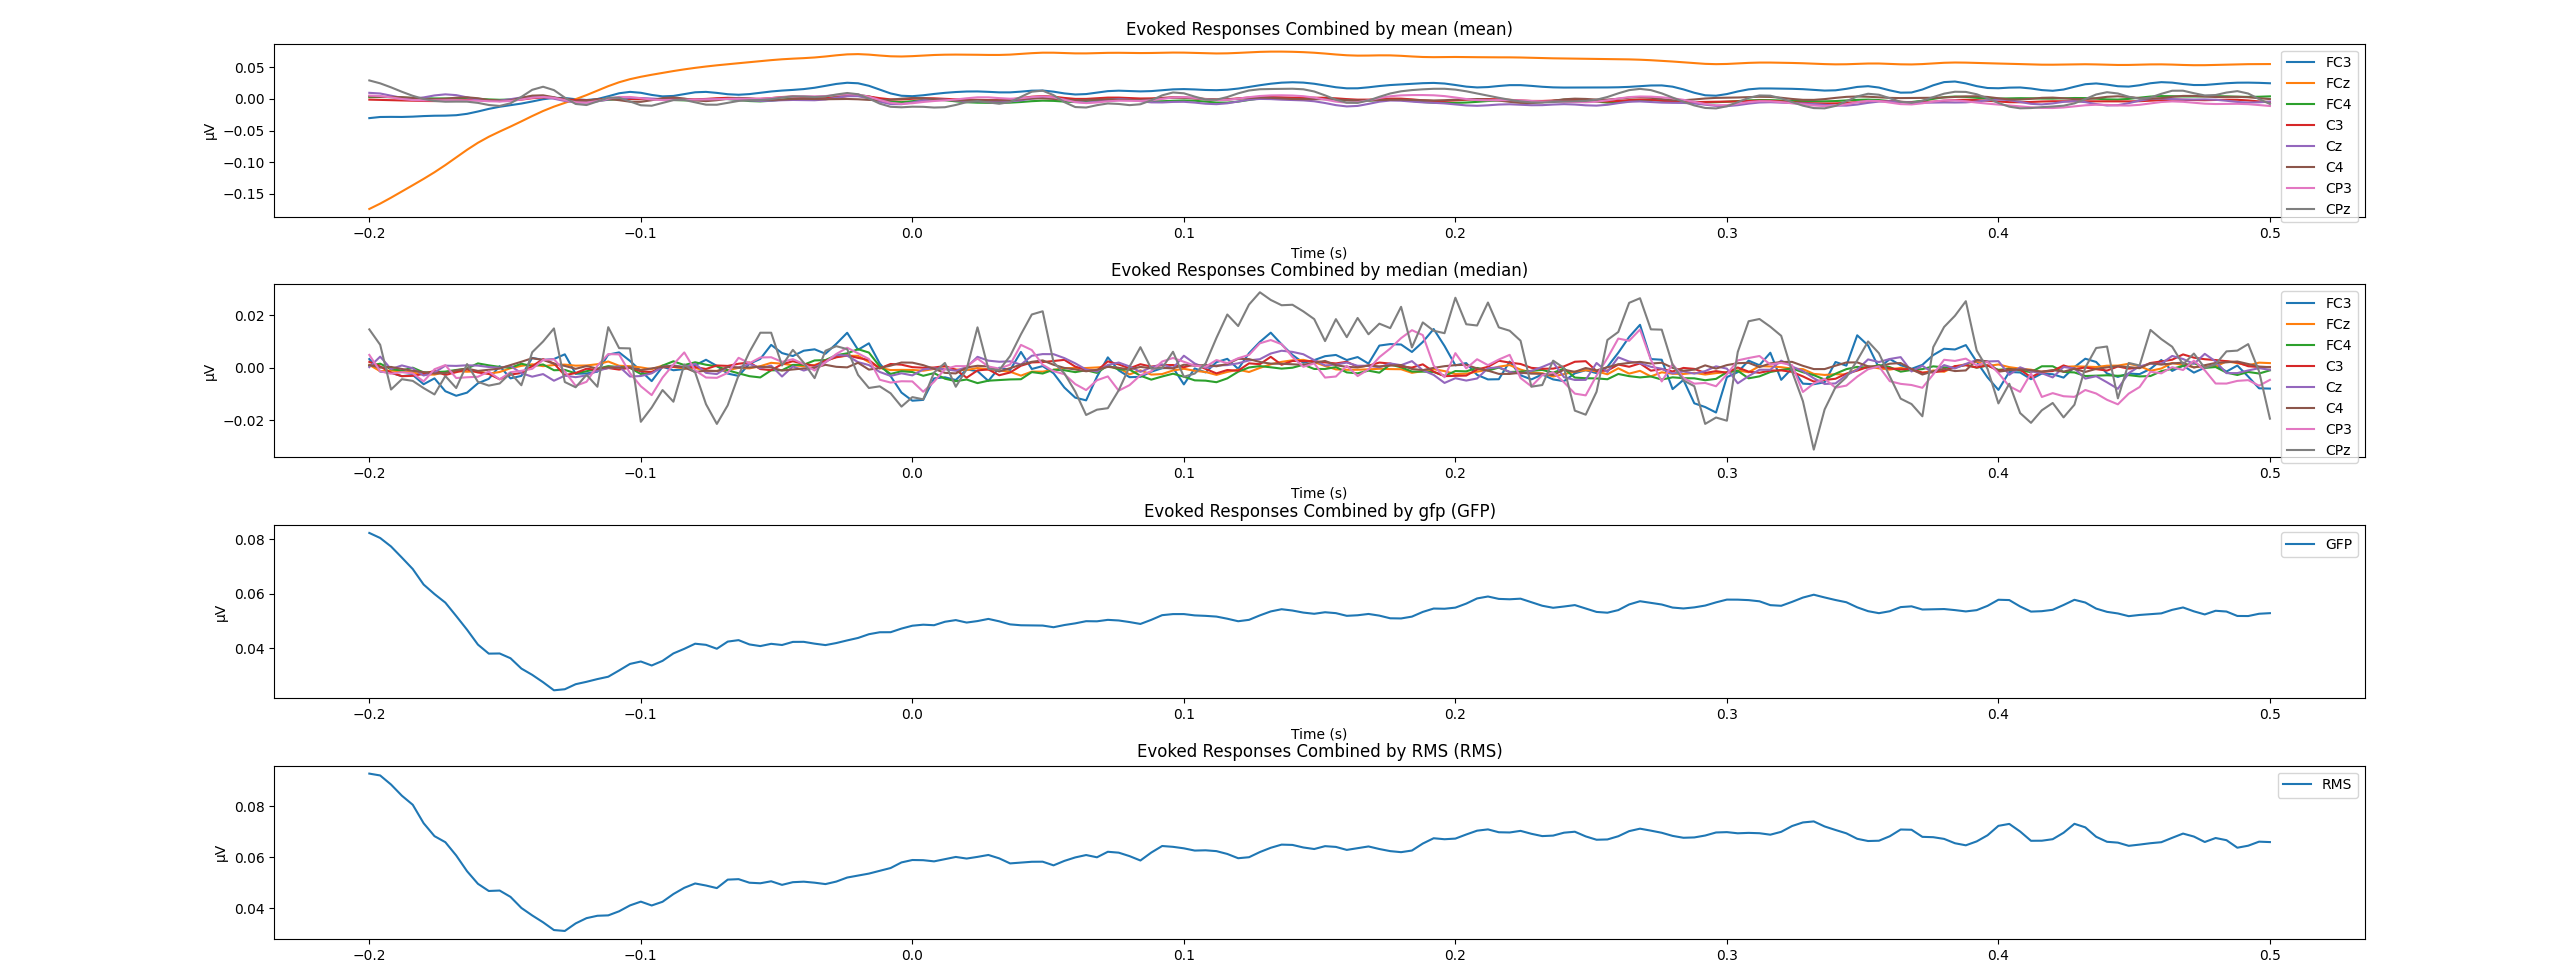 Evoked Responses Combined by mean (mean)
0.05
0.00
−0.05
−0.10
−0.15
µV
−0.2 −0.1 0.0 0.1 0.2 0.3 0.4 0.5
Time (s)
FC3
FCz
FC4
C3
Cz
C4
CP3
CPz
Evoked Responses Combined by median (median)
0.02
0.00
−0.02
µV
−0.2 −0.1 0.0 0.1 0.2 0.3 0.4 0.5
Time (s)
FC3
FCz
FC4
C3
Cz
C4
CP3
CPz
Evoked Responses Combined by gfp (GFP)
0.08
0.06
0.04
µV
−0.2 −0.1 0.0 0.1 0.2 0.3 0.4 0.5
Time (s)
GFP
Evoked Responses Combined by RMS (RMS)
0.08
0.06
0.04
µV
−0.2 −0.1 0.0 0.1 0.2 0.3 0.4 0.5
RMS